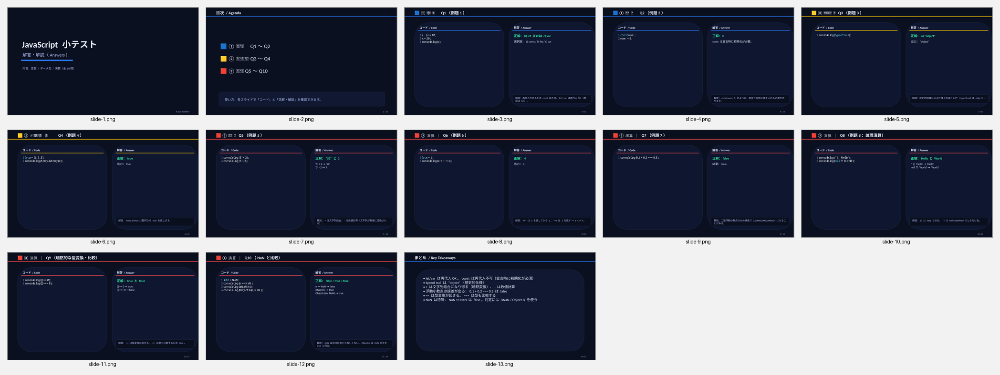 JavaScript 小テスト
解答・解説（Answers）
内容: 変数 / データ型 / 演算（全 10 問）
© Quiz Solutions
slide-1.png
目次 / Agenda
① Q1 〜 Q2
② Q3 〜 Q4
③ Q5 〜 Q10
使い方: 各スライドで「コード」と「正解・解説」を確認できます。
2 / 13
slide-2.png
① Q1（例題 1）
コード / Code
1 ( )x = 10;
2 x = 20;
3 console.log(x);
解答 / Answer
正解: b) let または c) var
選択肢: a) const / b) let / c) var
解説: 再代入があるため const は不可。let / var は再代入 OK（推
奨は let）。
3 / 13
slide-3.png
① Q2（例題 2）
コード / Code
1 const num ;
2 num = 5;
解答 / Answer
正解: ×
const は宣言時に初期化が必要。
解説: const num = 5; のように、宣言と同時に値を入れる必要があ
ります。
4 / 13
slide-4.png
② Q3（例題 3）
コード / Code
console.log(typeof null);
解答 / Answer
正解: a) "object"
出力: "object"
解説: 歴史的経緯による仕様上の落とし穴（typeof null は object）。
5 / 13
slide-5.png
② Q4（例題 4）
コード / Code
1 let a = [1,2,3];
2 console.log(Array.isArray(a));
解答 / Answer
正解: true
出力: true
解説: Array.isArray は配列なら true を返します。
6 / 13
slide-6.png
③ Q5（例題 5）
コード / Code
1 console.log('5' + 2);
2 console.log('5' - 2);
解答 / Answer
正解: "52" と 3
'5' + 2 → '52'
'5' - 2 → 3
解説: + は文字列結合、- は数値計算（文字列が数値に変換され
る）。
7 / 13
slide-7.png
③ 演算 | Q6（例題 6）
コード / Code
1 let x = 1;
2 console.log(x++ + ++x);
解答 / Answer
正解: 4
出力: 4
解説: x++ は 1 を返してから 2、++x は 3 を返す → 1+3=4。
8 / 13
slide-8.png
③ 演算 | Q7（例題 7）
コード / Code
1 console.log(0.1 + 0.2 === 0.3);
解答 / Answer
正解: false
結果: false
解説: 二進浮動小数点の丸め誤差で 0.30000000000000004 になるこ
とがある。
9 / 13
slide-9.png
③ 演算 | Q8（例題 8: 論理演算）
コード / Code
1 console.log('' || 'Hello');
2 console.log(null ?? 'World');
解答 / Answer
正解: Hello と World
'' || 'Hello' → 'Hello'
null ?? 'World' → 'World'
解説: || は falsy なら右、?? は null/undefined のときだけ右。
10 / 13
slide-10.png
③ 演算 | Q9（暗黙的な型変換・比較）
コード / Code
1 console.log([] == 0);
2 console.log([] === 0);
解答 / Answer
正解: true と false
[] == 0 → true
[] === 0 → false
解説: == は型変換が起きる。=== は型も比較するため false。
11 / 13
slide-11.png
③ 演算 | Q10（NaN と比較）
コード / Code
1 let n = NaN;
2 console.log(n == NaN);
3 console.log(isNaN(n));
4 console.log(Object.is(n, NaN));
解答 / Answer
正解: false / true / true
n == NaN → false
isNaN(n) → true
Object.is(n, NaN) → true
解説: NaN は自分自身とも等しくない。Object.is は NaN 同士を
true と判定。
12 / 13
slide-12.png
まとめ / Key Takeaways
• let/var は再代入 OK。const は再代入不可（宣言時に初期化が必須）
• typeof null は "object"（歴史的仕様）
• + は文字列結合になり得る（暗黙変換）、- は数値計算
• 浮動小数点は誤差が出る: 0.1 + 0.2 === 0.3 は false
• == は型変換が起きる。=== は型も比較する
• NaN は特殊: NaN == NaN は false。判定には isNaN / Object.is を使う
13 / 13
slide-13.png